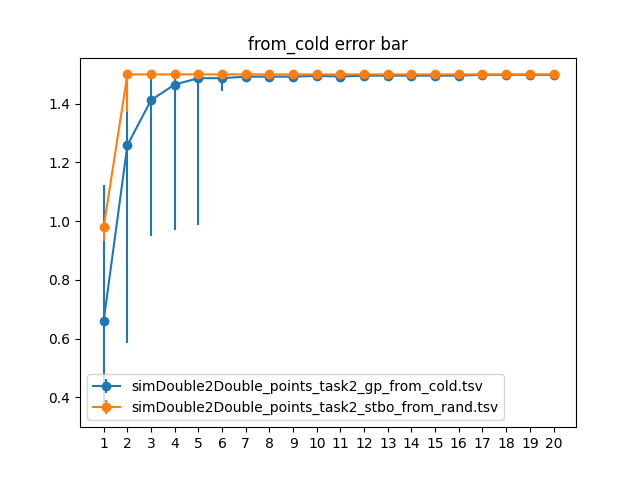 from_cold error bar
1.4
1.2
1.0
0.8
0.6
0.4
simDouble2Double_points_task2_gp_from_cold.tsv
simDouble2Double_points_task2_stbo_from_rand.tsv
1 2 3 4 5 6 7 8 9 10 11 12 13 14 15 16 17 18 19 20